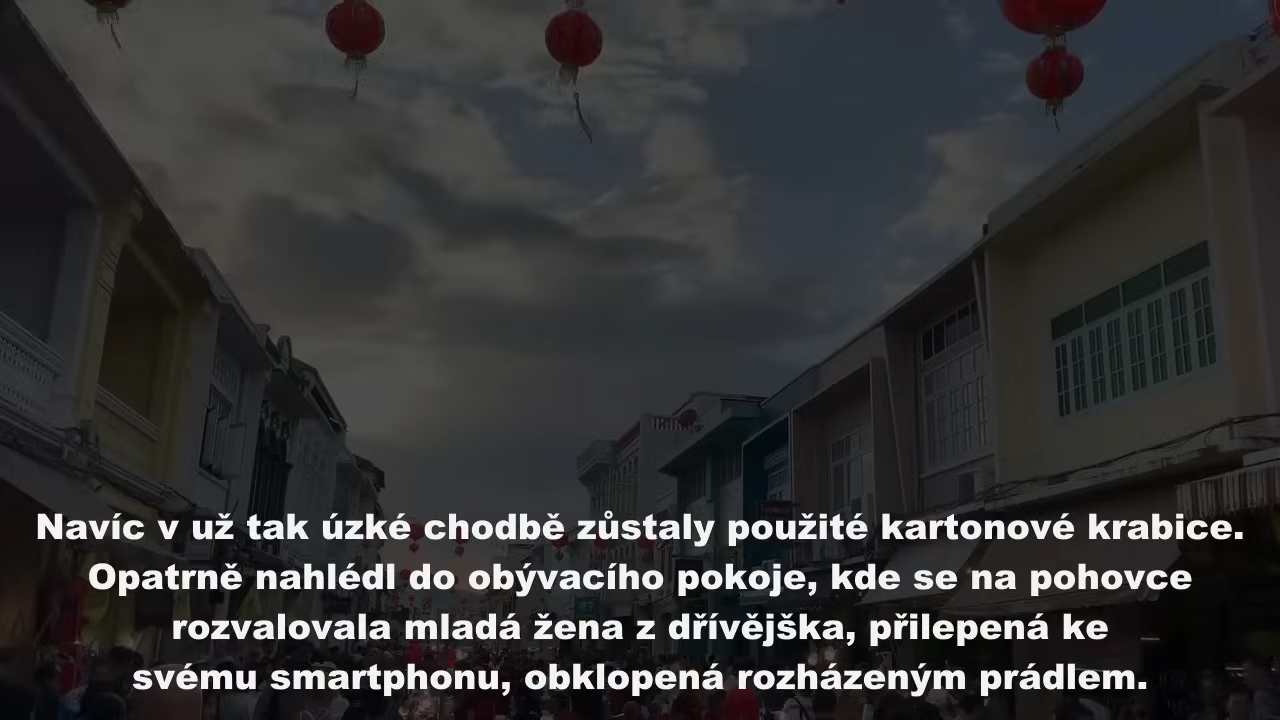 Navíc v už tak úzké chodbě zůstaly použité kartonové krabice.
Opatrně nahlédl do obývacího pokoje, kde se na pohovce
rozvalovala mladá žena z dřívějška, přilepená ke
svému smartphonu, obklopená rozházeným prádlem.